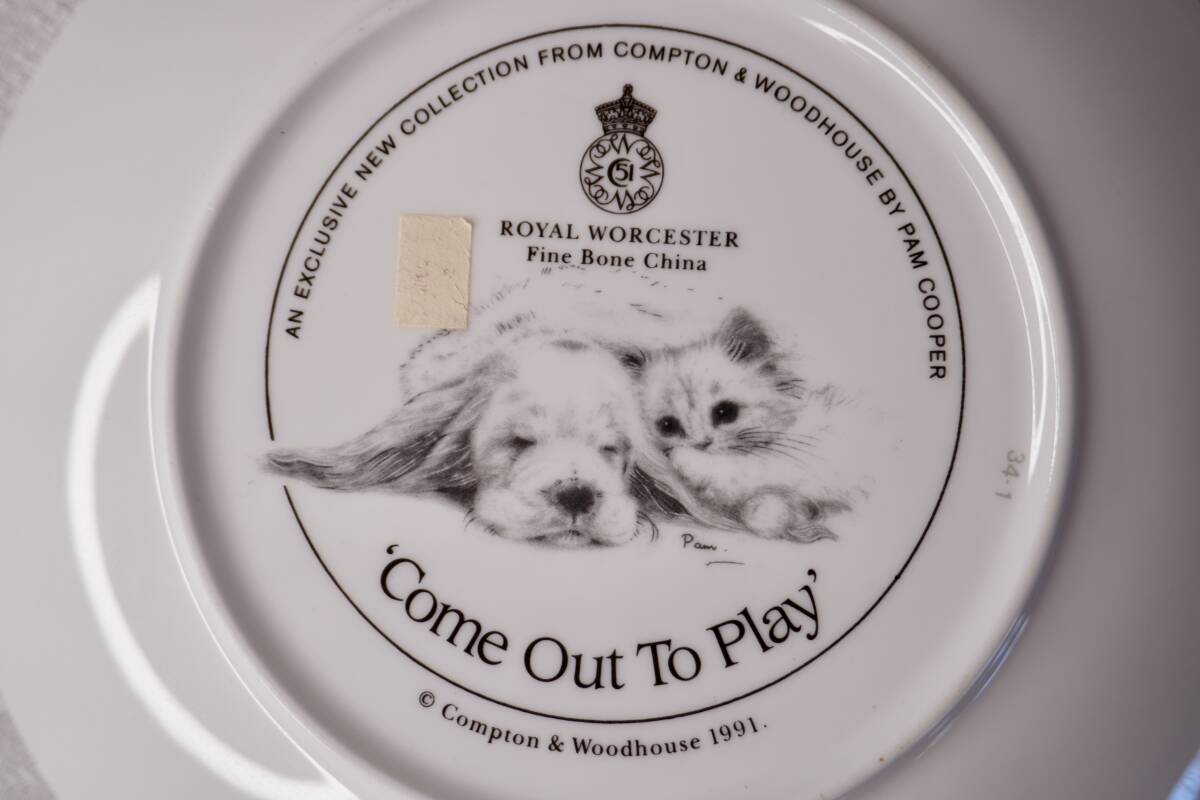 AN EXCLUSIVE NEW COLLECTION FROM COMPTON & WOODHOUSE BY PAM COOPER
51
ROYAL WORCESTER
Fine Bone China
Pam.
'Come Out To Play'
© Compton & Woodhouse 1991.
34-1